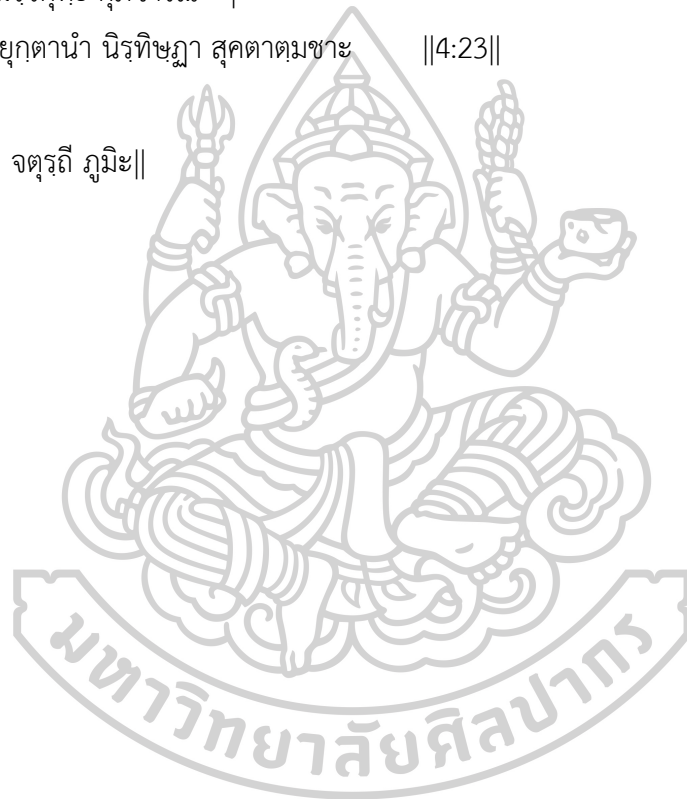 ยุกฺตานำ นิรฺทิษฺฏา สุคตาตฺมชาะ ||4:23||
จตุรฺถี ภูมิะ||
มหาวิทยาลัยศิลปากร